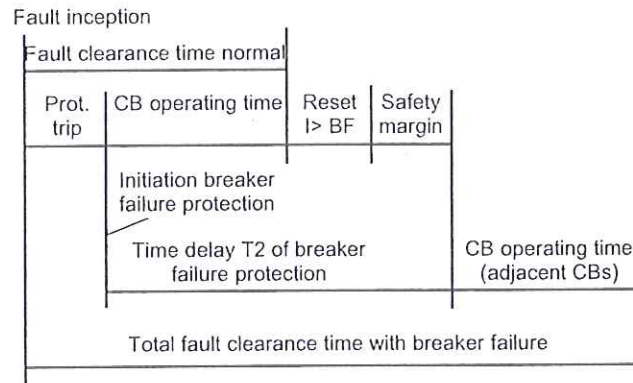 Fault inception
Fault clearance time normal
Prot.
trip
CB operating time
Reset
I> BF
Safety
margin
Initiation breaker
failure protection
Time delay T2 of breaker
failure protection
CB operating time
(adjacent CBs)
Total fault clearance time with breaker failure